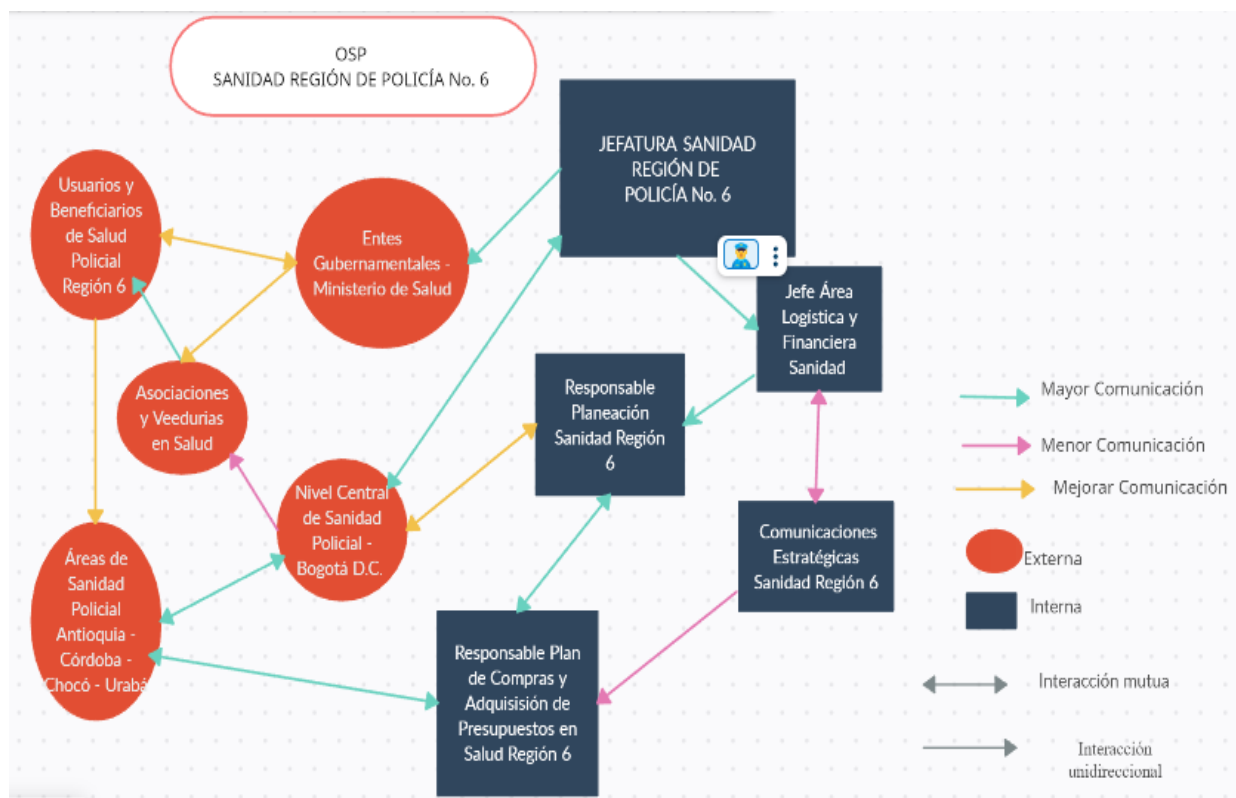 OSP
SANIDAD REGIÓN DE POLICÍA No. 6
JEFATURA SANIDAD
REGIÓN DE
POLICÍA No. 6
Usuarios y
Beneficiarios
de Salud
Policial
Región 6
Entes
Gubernamentales -
Ministerio de Salud
Jefe Área
Logística y
Financiera
Sanidad
Responsable
Planeación
Sanidad Región
6
Asociaciones
y Veedurias
en Salud
Nivel Central
de Sanidad
Policial -
Bogotá D.C.
Comunicaciones
Estratégicas
Sanidad Región 6
Áreas de
Sanidad
Policial
Antioquia -
Córdoba -
Chocó - Urabá
Responsable Plan
de Compras y
Adquisisión de
Presupuestos en
Salud Región 6
Mayor Comunicación
Menor Comunicación
Mejorar Comunicación
Externa
Interna
Interacción mutua
Interacción
unidireccional